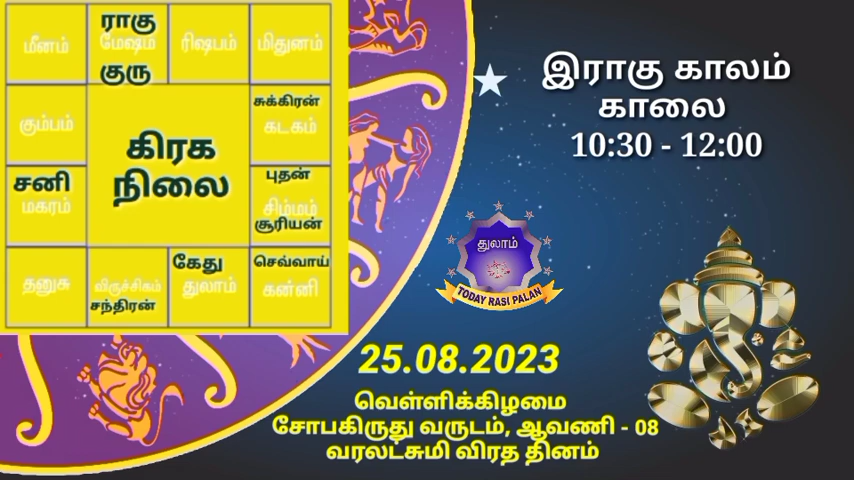 ராகு
மீனம்
மேஷம்
ரிஷபம்
மிதுனம்
குரு
கும்பம்
சுக்கிரன்
கடகம்
கிரக
நிலை
சனி
மகரம்
புதன்
சிம்மம்
சூரியன்
தனுசு
விருச்சிகம்
சந்திரன்
கேது
துலாம்
செவ்வாய்
கன்னி
இராகு காலம்
காலை
10:30 - 12:00
துலாம்
TODAY RASI PALAN
25.08.2023
வெள்ளிக்கிழமை
சோபகிருது வருடம், ஆவணி - 08
வரலட்சுமி விரத தினம்